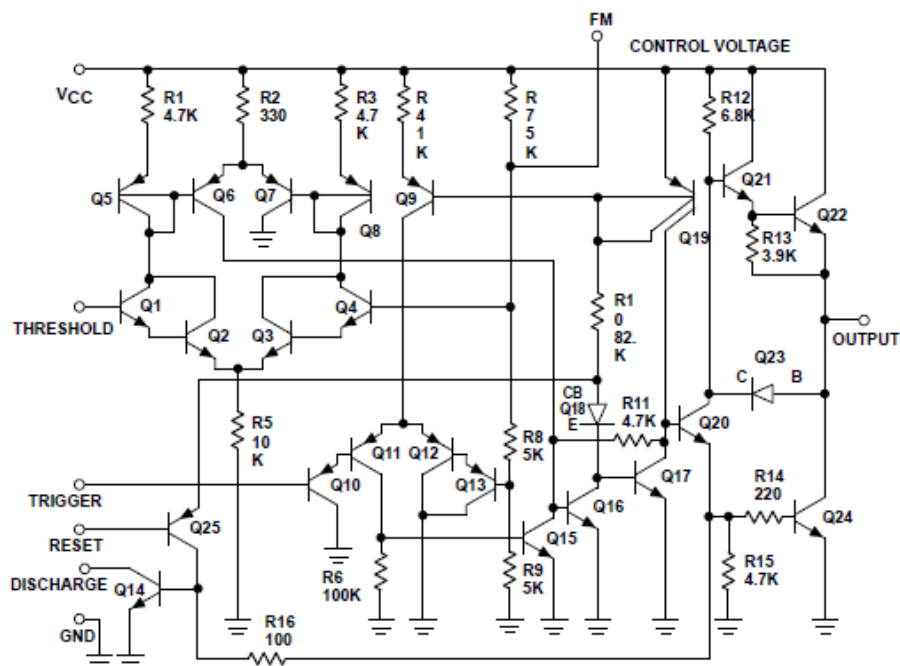 FM
CONTROL VOLTAGE
VCC
R1
4.7K
R2
330
R3
4.7
K
R
4 1
K
R
7 5
K
R12
6.8K
Q5
Q6
Q7
Q8
Q9
Q19
Q21
Q22
R13
3.9K
THRESHOLD
Q1
Q2
Q3
Q4
R1
0
82.
K
OUTPUT
Q23
C
B
CB
Q18
E
R11
4.7K
Q20
R5
10
K
R8
5K
Q11
Q12
Q10
Q13
TRIGGER
Q16
Q17
R14
220
Q24
RESET
Q25
Q15
R15
4.7K
DISCHARGE
Q14
R6
100K
R9
5K
GND
R16
100